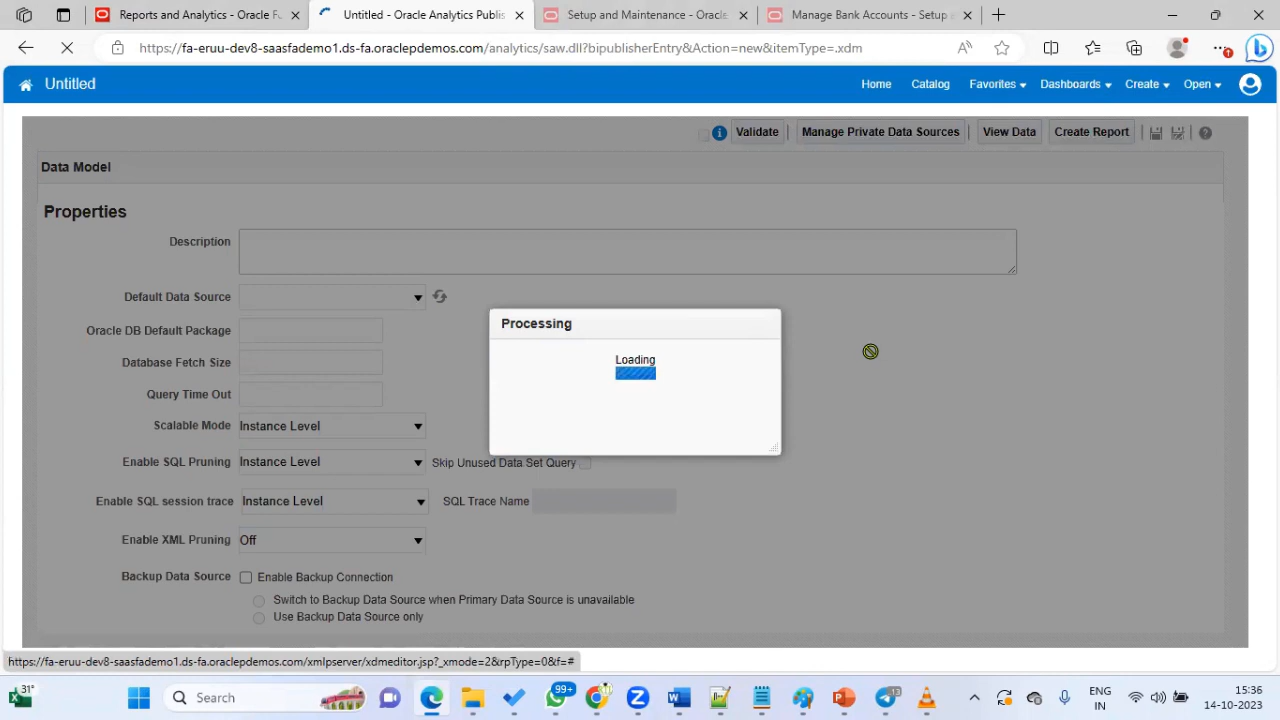 Reports and Analytics - Oracle F
Untitled - Oracle Analytics Publis
Setup and Maintenance - Oracle
Manage Bank Accounts - Setup a
https://fa-eruu-dev8-saasfademo1.ds-fa.oraclepdemos.com/analytics/saw.dll?bipublisherEntry&Action=new&itemType=.xdm
Untitled
Home Catalog Favorites Dashboards Create Open
Validate Manage Private Data Sources View Data Create Report
Data Model
Properties
Description
Default Data Source
Oracle DB Default Package
Database Fetch Size
Query Time Out
Scalable Mode Instance Level
Enable SQL Pruning Instance Level Skip Unused Data Set Query
Enable SQL session trace Instance Level SQL Trace Name
Enable XML Pruning Off
Backup Data Source Enable Backup Connection
Switch to Backup Data Source when Primary Data Source is unavailable
Use Backup Data Source only
Processing
Loading
https://fa-eruu-dev8-saasfademo1.ds-fa.oraclepdemos.com/xmlpserver/xdmeditor.jsp?_xmode=2&rpType=0&f=#
31°
Search
99+
13
ENG
IN
15:36
14-10-2023